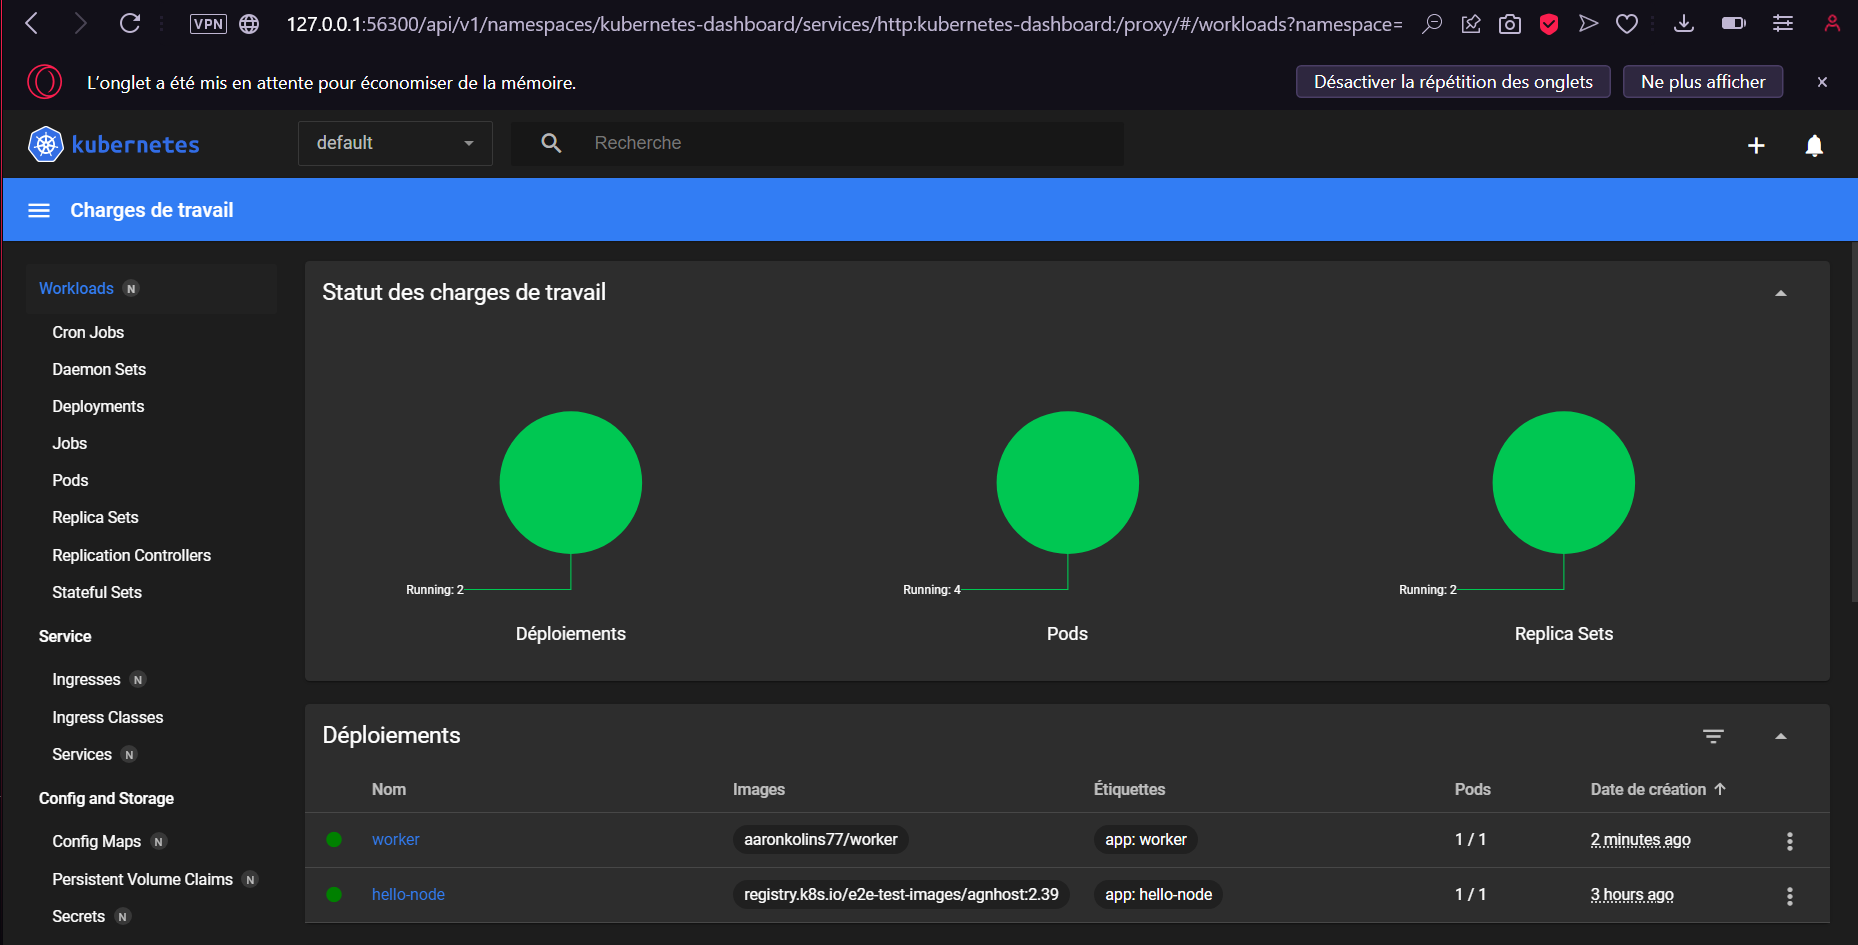 VPN 127.0.0.1:56300/api/v1/namespaces/kubernetes-dashboard/services/http:kubernetes-dashboard:/proxy/#/workloads?namespace=
L'onglet a été mis en attente pour économiser de la mémoire. Désactiver la répétition des onglets Ne plus afficher ×
kubernetes default Recherche
Charges de travail
Workloads N
Cron Jobs
Daemon Sets
Deployments
Jobs
Pods
Replica Sets
Replication Controllers
Stateful Sets
Service
Ingresses N
Ingress Classes
Services N
Config and Storage
Config Maps N
Persistent Volume Claims N
Secrets N
Statut des charges de travail
Running: 2
Déploiements
Running: 4
Pods
Running: 2
Replica Sets
Déploiements
Nom Images Étiquettes Pods Date de création ↑
worker aaronkolins77/worker app: worker 1 / 1 2 minutes ago
hello-node registry.k8s.io/e2e-test-images/agnhost:2.39 app: hello-node 1 / 1 3 hours ago